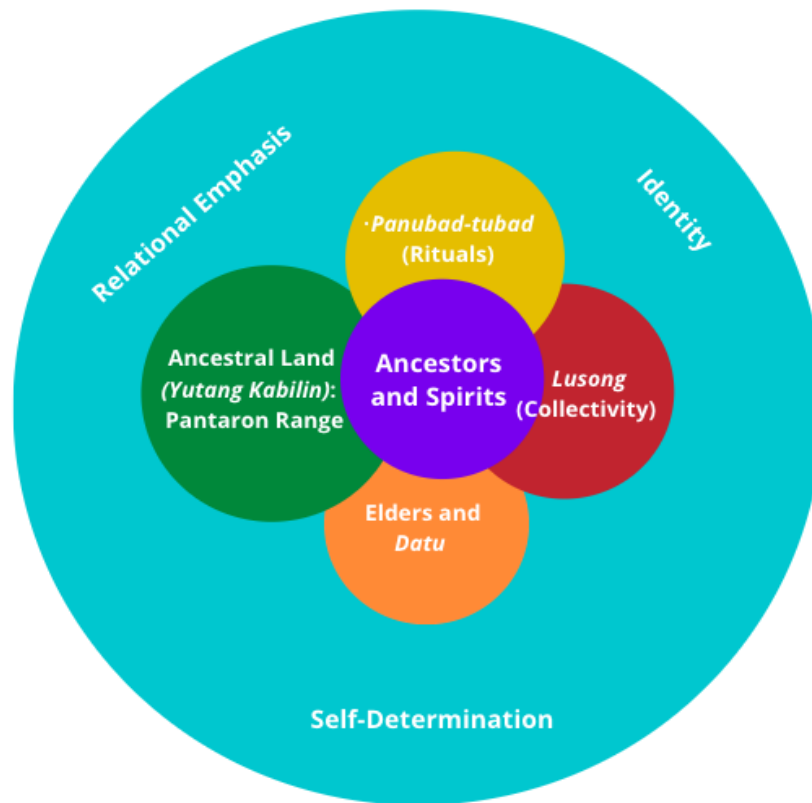 Relational Emphasis
Identity
·Panubad-tubad
(Rituals)
Ancestral Land
(Yutang Kabilin):
Pantaron Range
Ancestors
and Spirits
Lusong
(Collectivity)
Elders and
Datu
Self-Determination